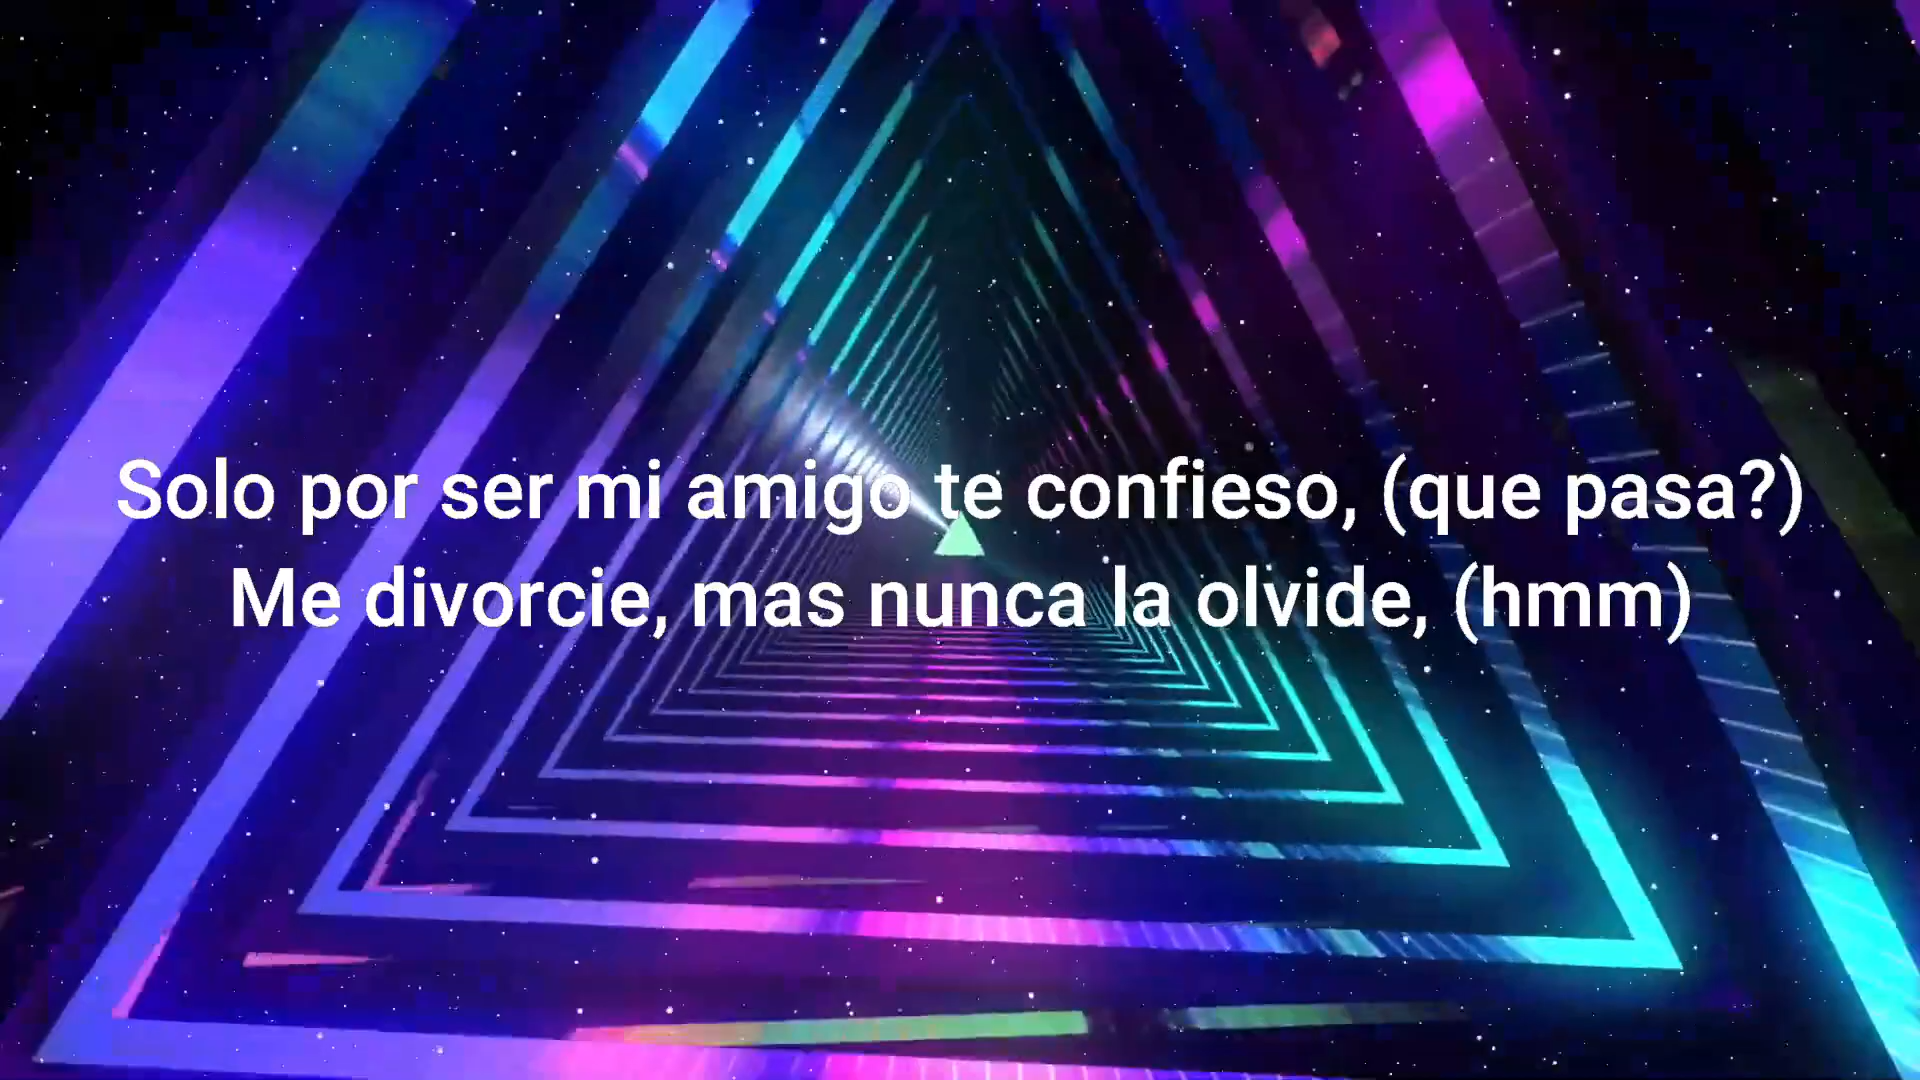 Solo por ser mi amigo te confieso, (que pasa?)
Me divorcie, mas nunca la olvide, (hmm)